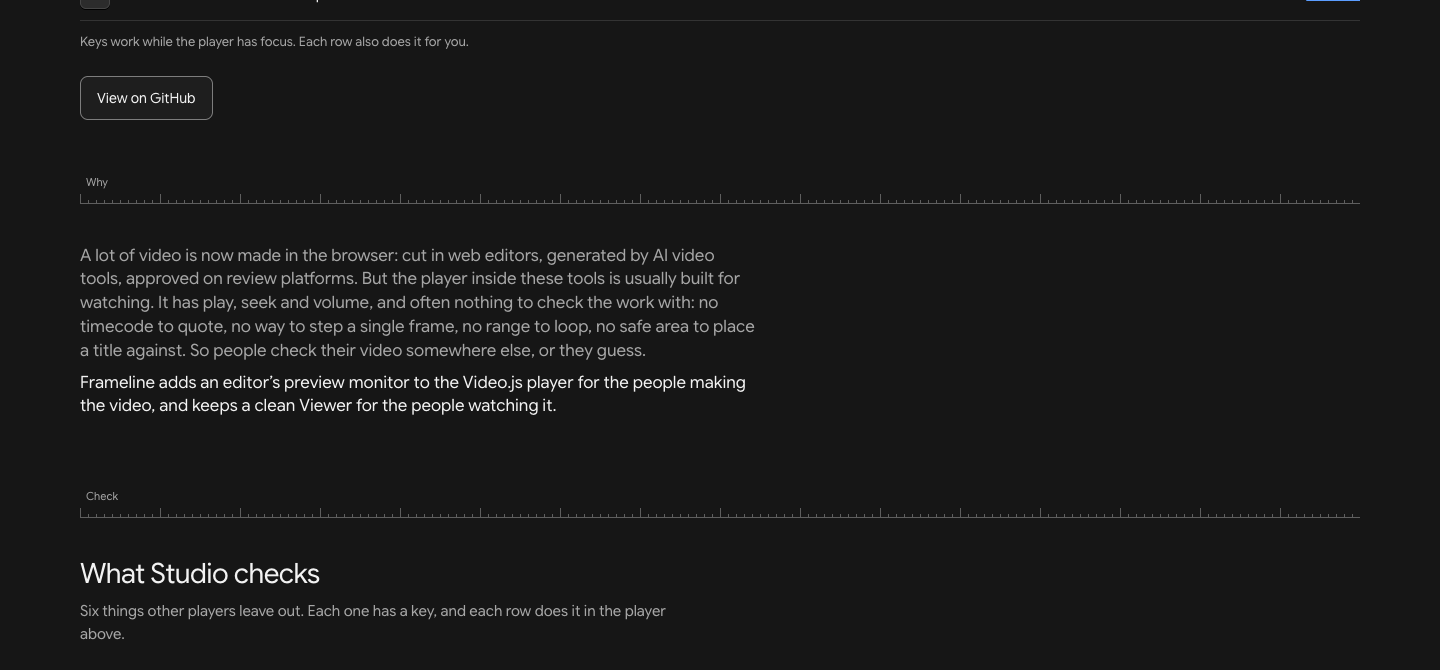 Keys work while the player has focus. Each row also does it for you.
View on GitHub
Why
A lot of video is now made in the browser: cut in web editors, generated by AI video
tools, approved on review platforms. But the player inside these tools is usually built for
watching. It has play, seek and volume, and often nothing to check the work with: no
timecode to quote, no way to step a single frame, no range to loop, no safe area to place
a title against. So people check their video somewhere else, or they guess.
Frameline adds an editor’s preview monitor to the Video.js player for the people making
the video, and keeps a clean Viewer for the people watching it.
Check
What Studio checks
Six things other players leave out. Each one has a key, and each row does it in the player
above.